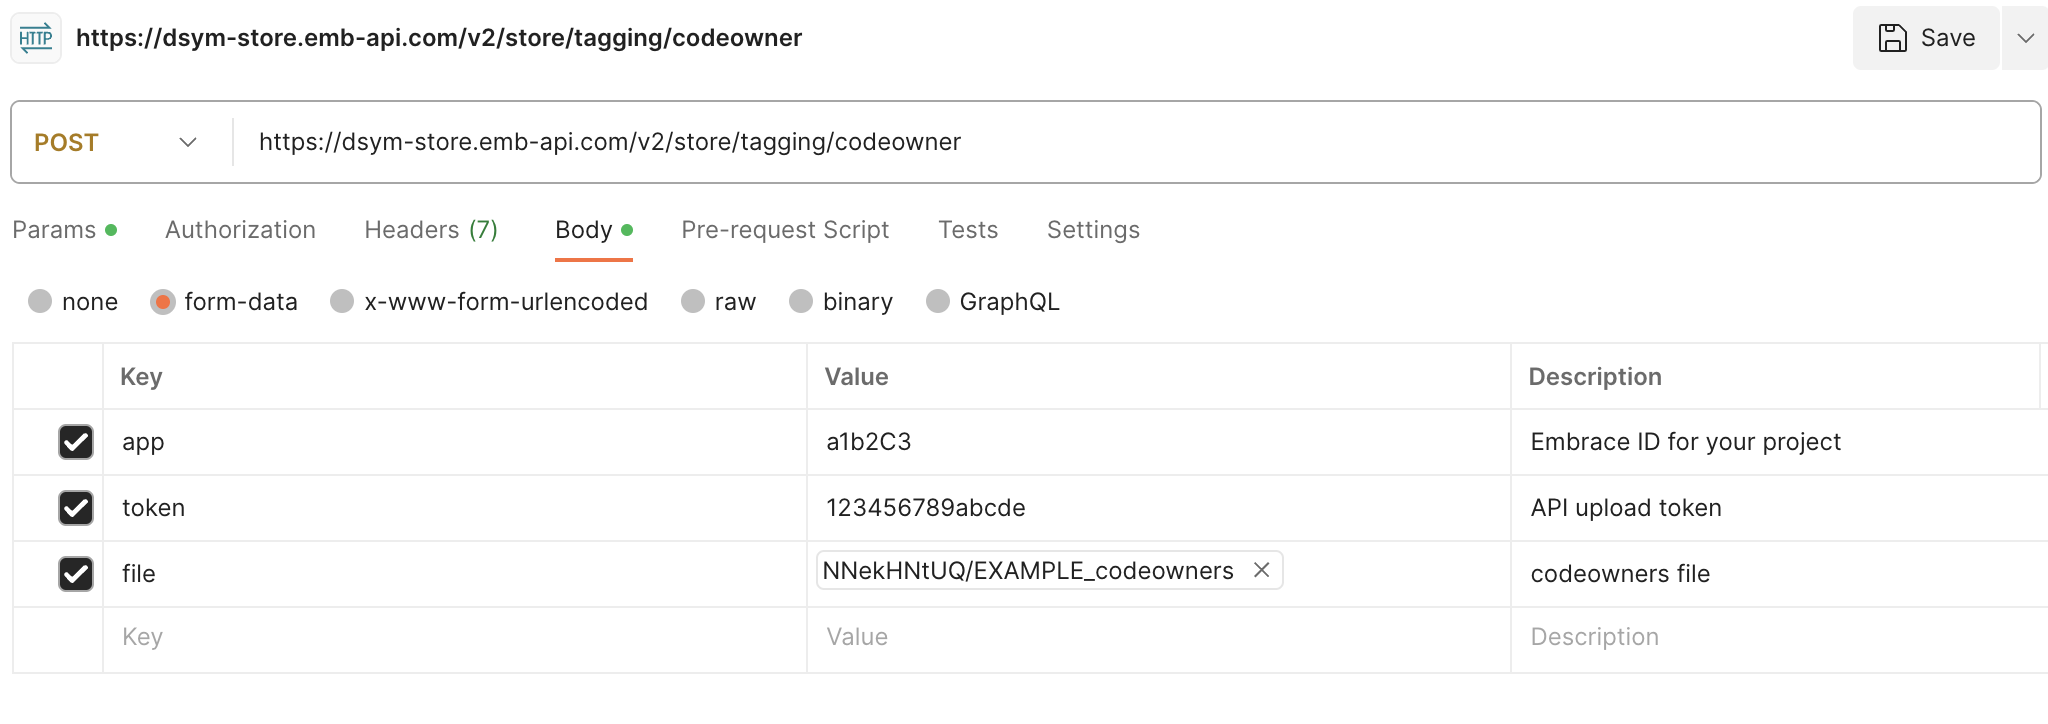 HTTP https://dsym-store.emb-api.com/v2/store/tagging/codeowner Save
POST https://dsym-store.emb-api.com/v2/store/tagging/codeowner
Params Authorization Headers (7) Body Pre-request Script Tests Settings
none form-data x-www-form-urlencoded raw binary GraphQL
Key Value Description
app a1b2C3 Embrace ID for your project
token 123456789abcde API upload token
file NNekHNtUQ/EXAMPLE_codeowners codeowners file
Key Value Description